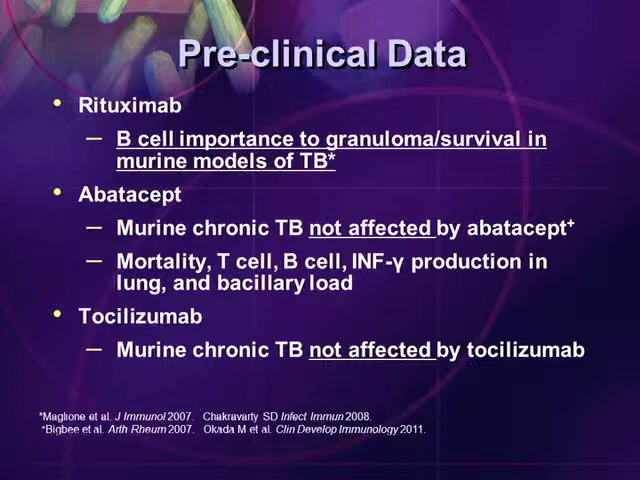 Pre-clinical Data
• Rituximab
– B cell importance to granuloma/survival in
murine models of TB*
• Abatacept
– Murine chronic TB not affected by abatacept+
– Mortality, T cell, B cell, INF-γ production in
lung, and bacillary load
• Tocilizumab
– Murine chronic TB not affected by tocilizumab
*Maglione et al. J Immunol 2007. Chakravarty SD Infect Immun 2008.
+Bigbee et al. Arth Rheum 2007. Okada M et al. Clin Develop Immunology 2011.